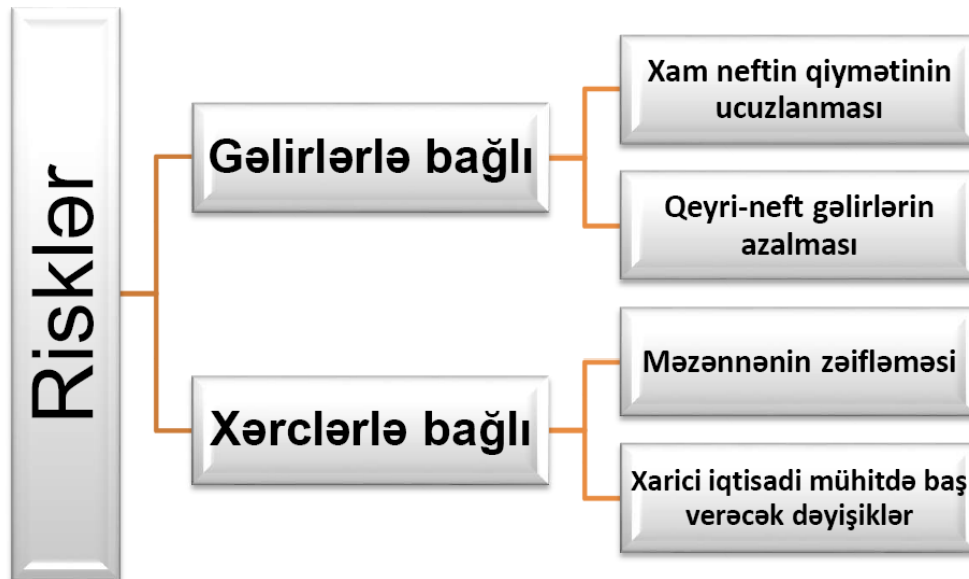 Risklər
Gəlirlərlə bağlı
Xam neftin qiymətinin
ucuzlanması
Qeyri-neft gəlirlərin
azalması
Xərclərlə bağlı
Məzənnənin zəifləməsi
Xarici iqtisadi mühitdə baş
verəcək dəyişiklər